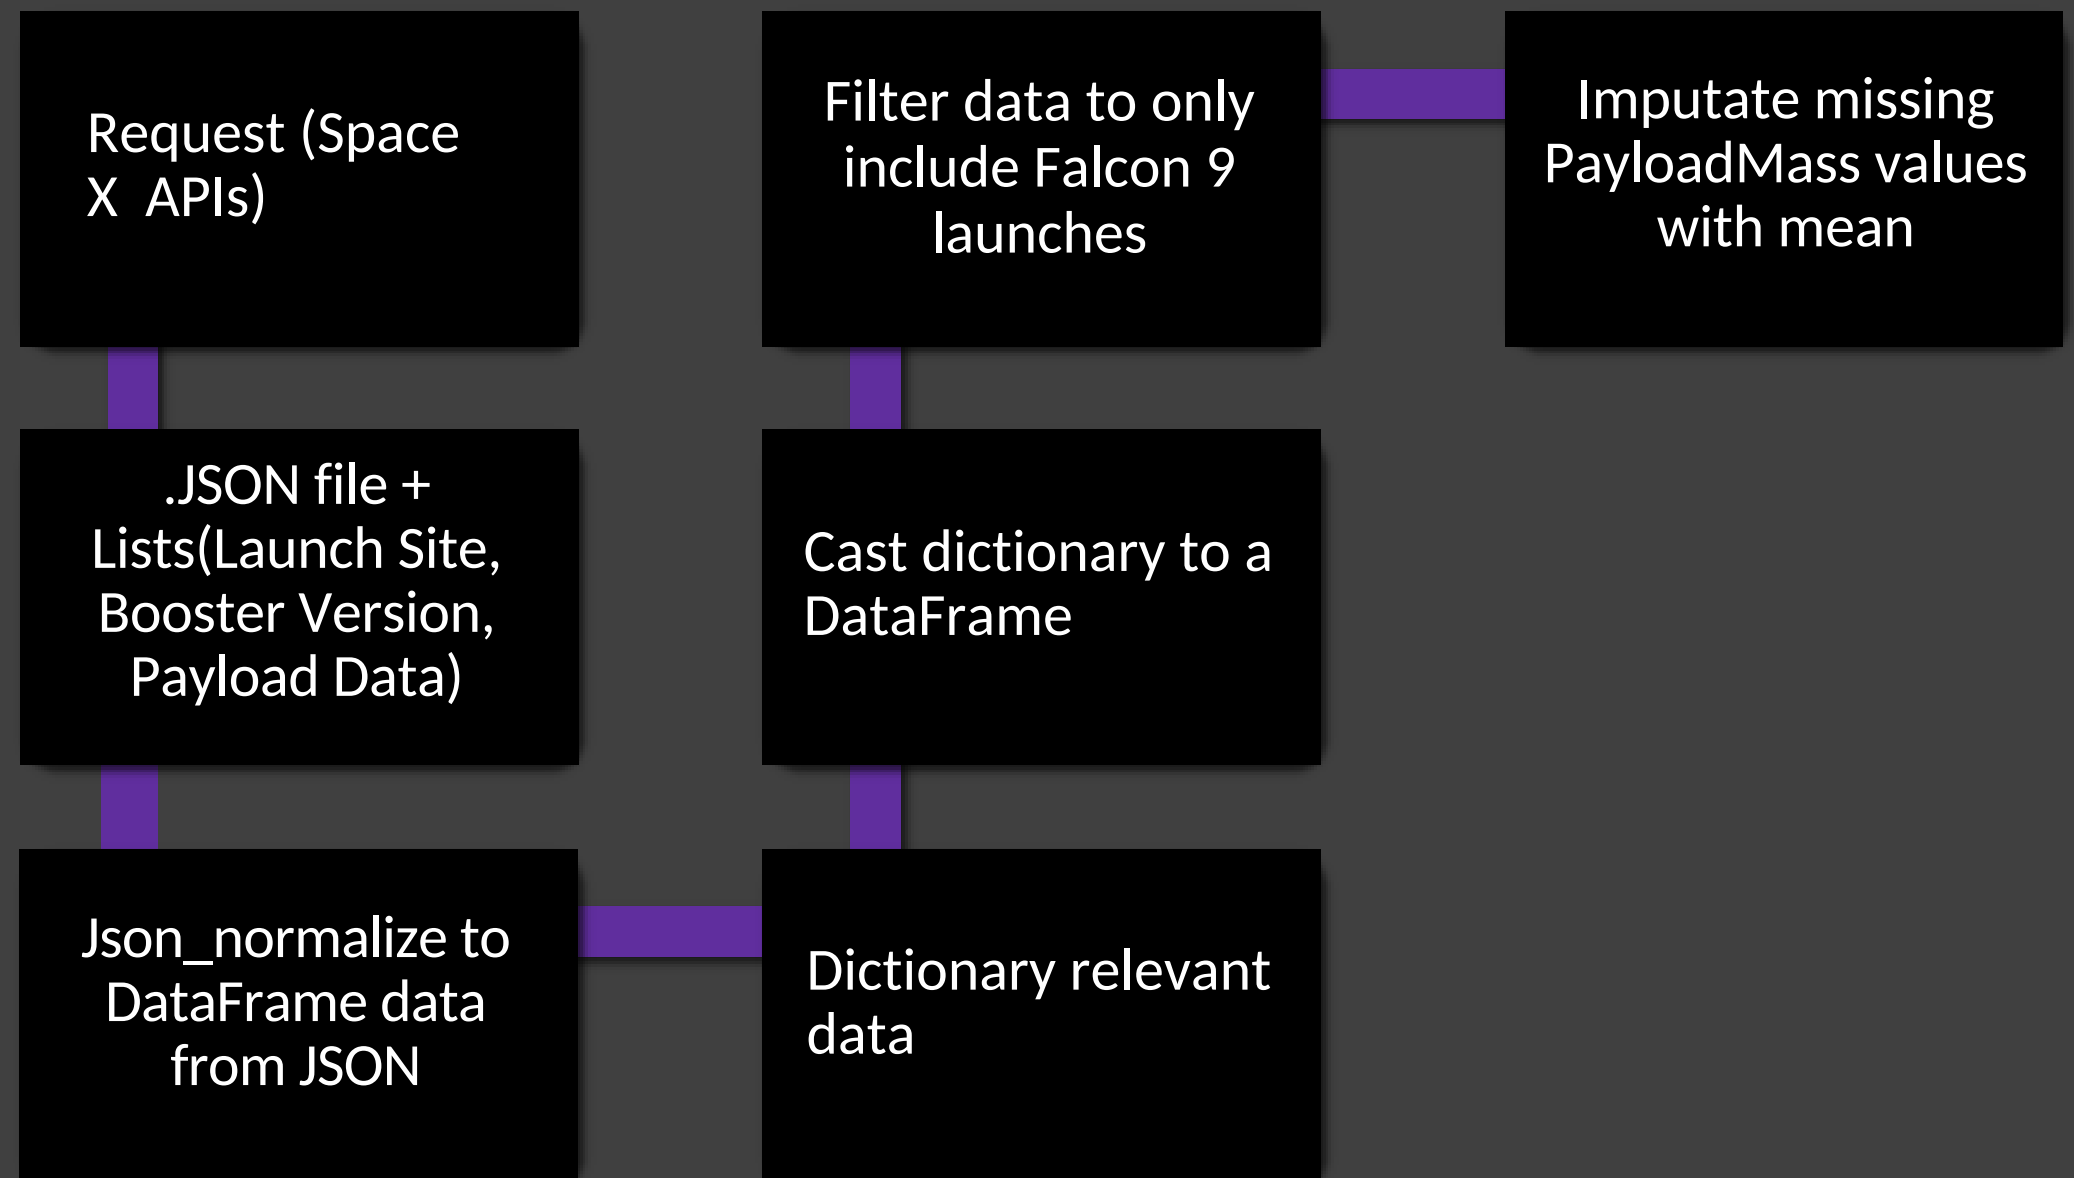 Request (Space
X  APIs)
.JSON file +
Lists(Launch Site,
Booster Version,
Payload Data)
Json_normalize to
DataFrame data
from JSON
Dictionary relevant
data
Cast dictionary to a
DataFrame
Filter data to only
include Falcon 9
launches
Imputate missing
PayloadMass values
with mean